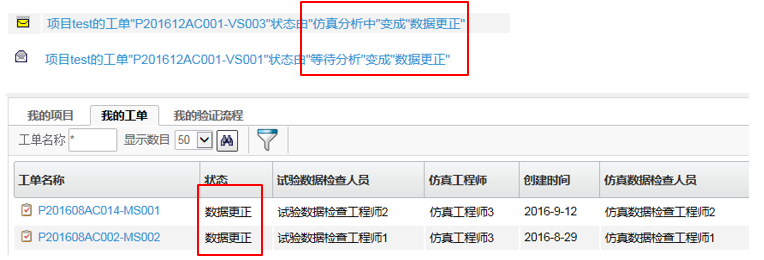 项目test的工单"P201612AC001-VS003"状态由"仿真分析中"变成"数据更正"
项目test的工单"P201612AC001-VS001"状态由"等待分析"变成"数据更正"
我的项目 我的工单 我的验证流程
工单名称 * 显示数目 50
工单名称 状态 试验数据检查人员 仿真工程师 创建时间 仿真数据检查人员
P201608AC014-MS001 数据更正 试验数据检查工程师2 仿真工程师3 2016-9-12 仿真数据检查工程师2
P201608AC002-MS002 数据更正 试验数据检查工程师1 仿真工程师3 2016-8-29 仿真数据检查工程师1